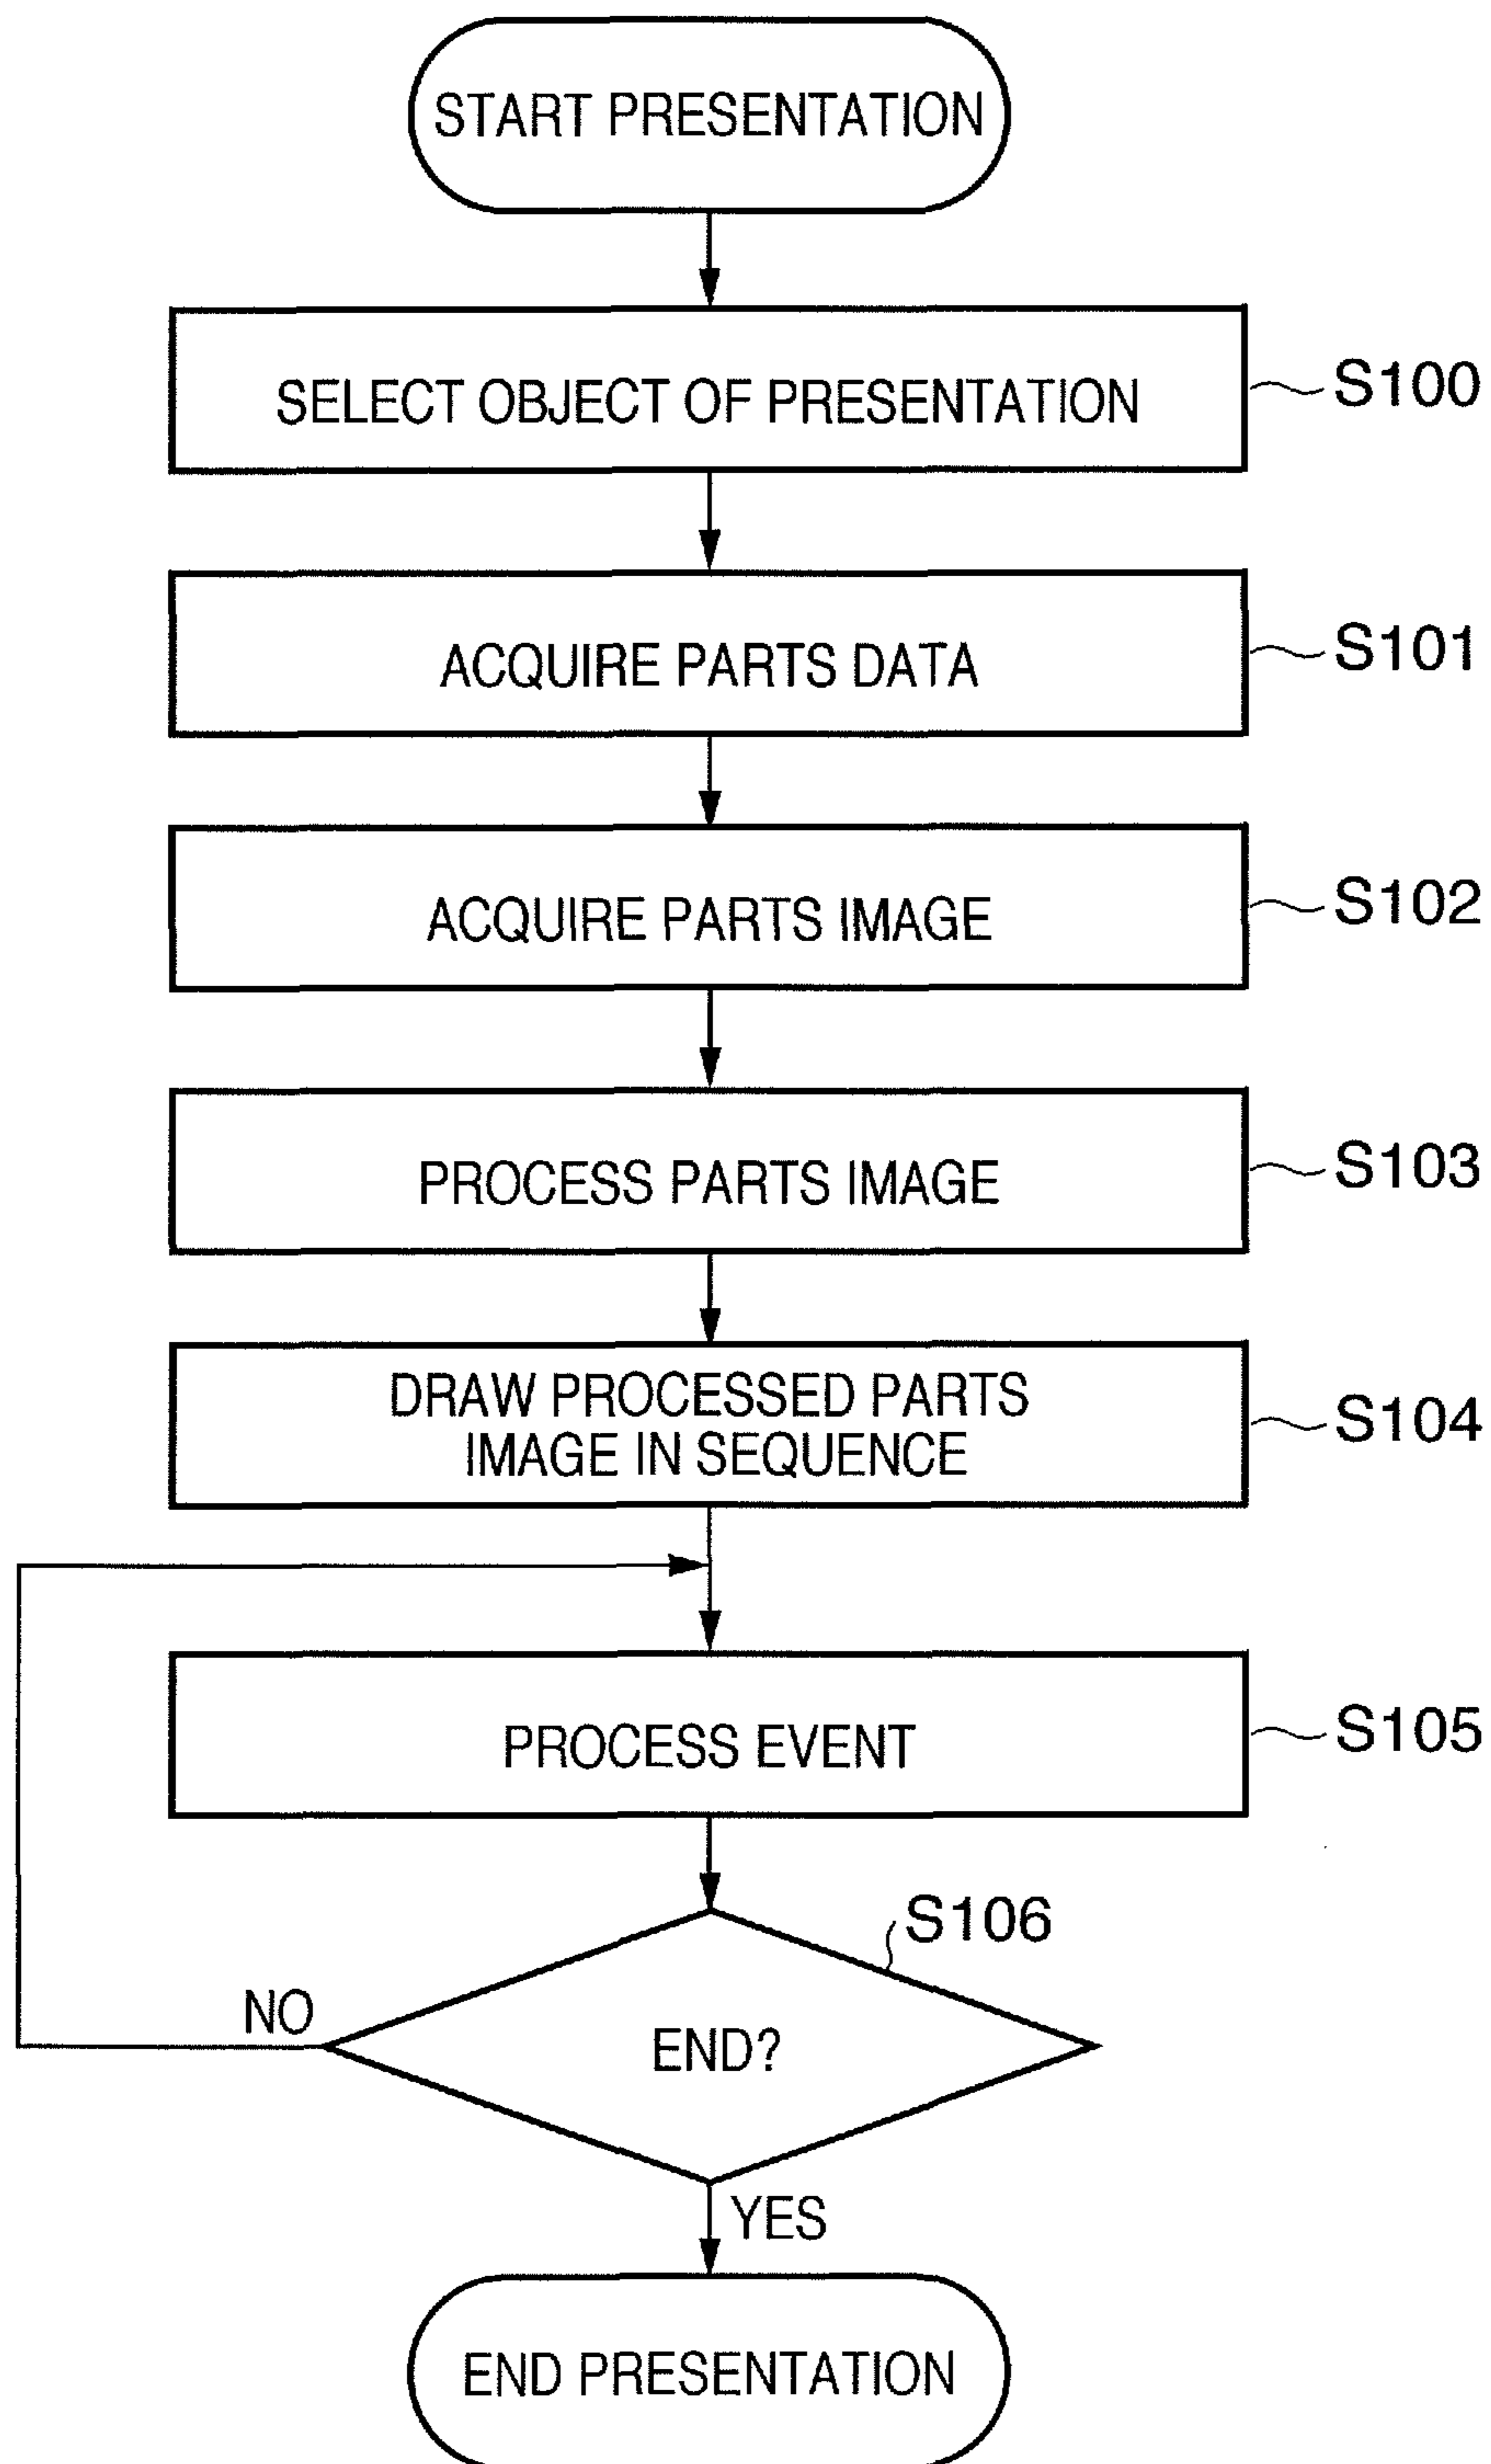 START PRESENTATION
SELECT OBJECT OF PRESENTATION
S100
ACQUIRE PARTS DATA
S101
ACQUIRE PARTS IMAGE
S102
PROCESS PARTS IMAGE
S103
DRAW PROCESSED PARTS
IMAGE IN SEQUENCE
S104
PROCESS EVENT
S105
S106
NO
END?
YES
END PRESENTATION